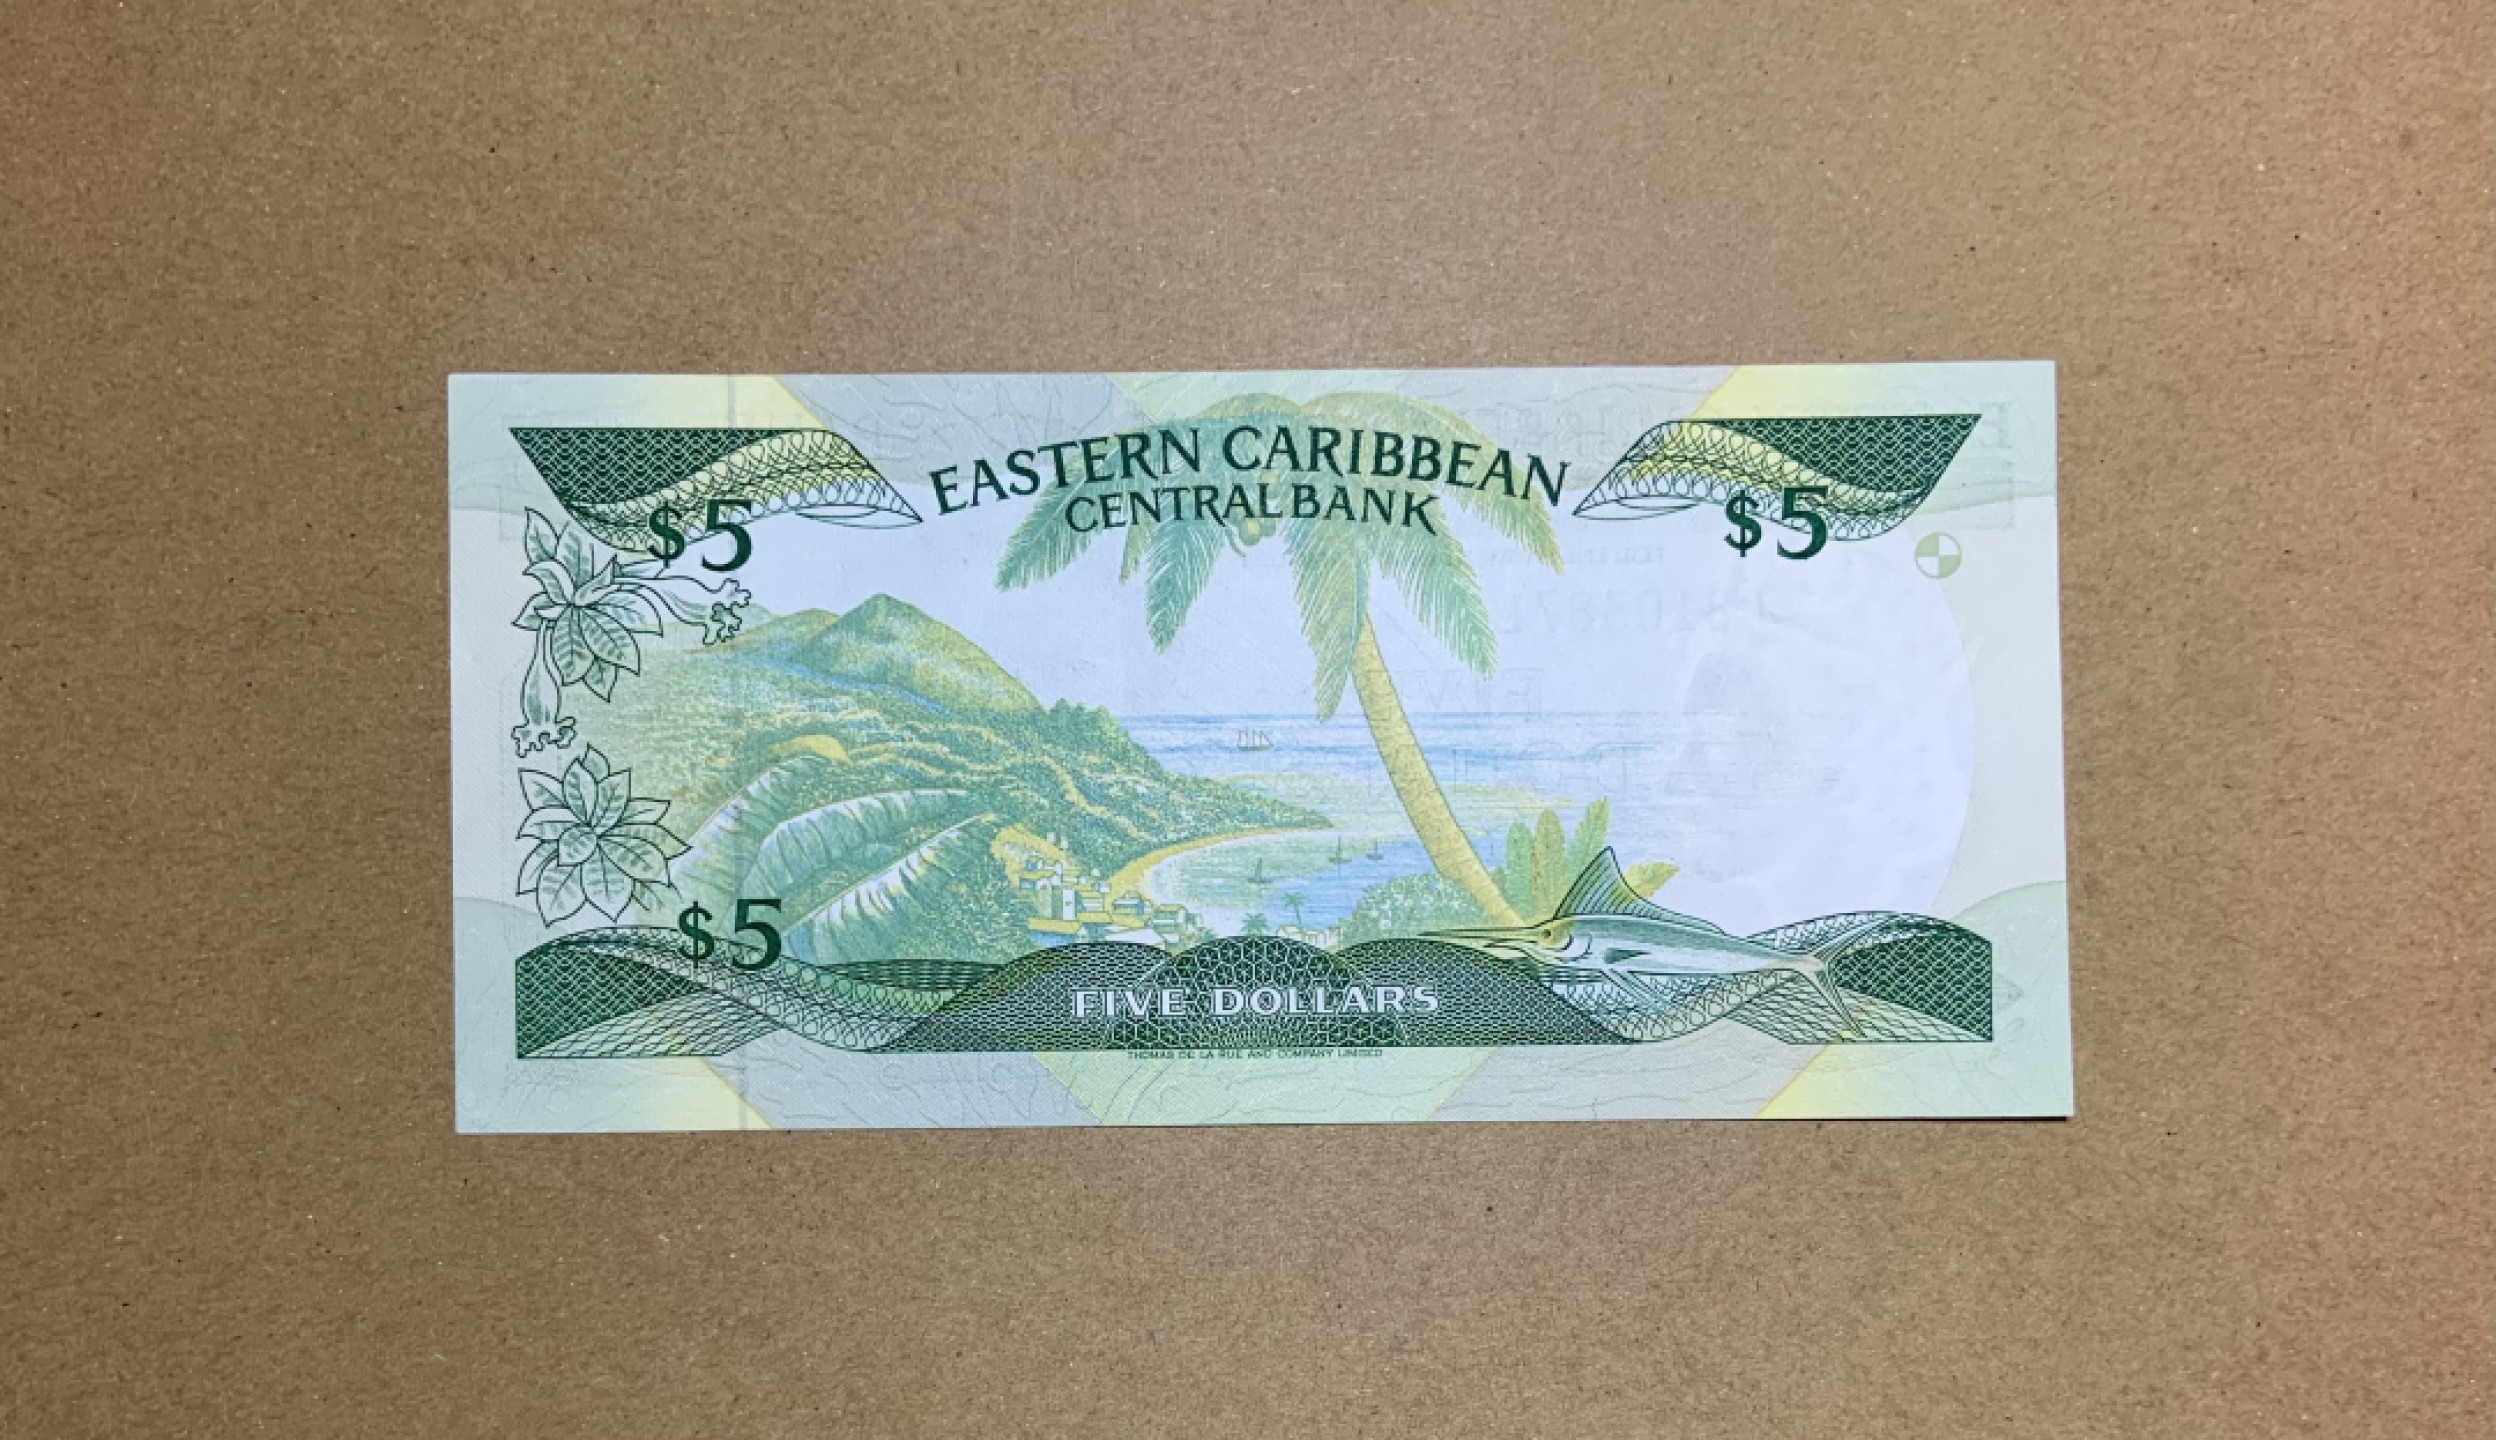 EASTERN CARIBBEAN
CENTRAL BANK
$5
$5
$5
FIVE DOLLARS
THOMAS DE LA RUE AND COMPANY LIMITED